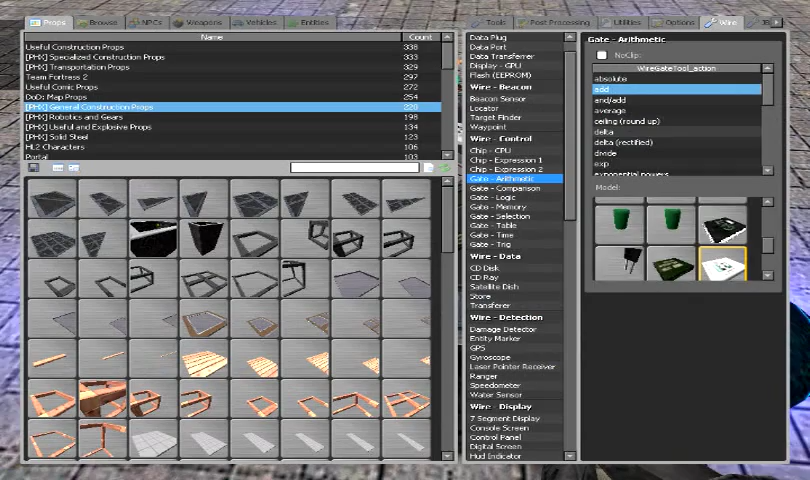 Props Browse NPCs Weapons Vehicles Entities
Name Count
Useful Construction Props 338
[PHX] Specialized Construction Props 333
[PHX] Transportation Props 339
Team Fortress 2 297
Useful Comic Props 272
DoD: Map Props 254
[PHX] General Construction Props 220
[PHX] Robotics and Gears 198
[PHX] Useful and Explosive Props 134
[PHX] Solid Steel 123
HL2 Characters 106
Portal 103
Tools Post Processing Utilities Options Wire
Data Plug
Data Port
Data Transferrer
Display - GPU
Flash (EEPROM)
Wire - Beacon
Beacon Sensor
Locator
Target Finder
Waypoint
Wire - Control
Chip - CPU
Chip - Expression 1
Chip - Expression 2
Gate - Arithmetic
Gate - Comparison
Gate - Logic
Gate - Memory
Gate - Selection
Gate - Table
Gate - Time
Gate - Trig
Wire - Data
CD Disk
CD Ray
Satellite Dish
Store
Transferer
Wire - Detection
Damage Detector
Entity Marker
GPS
Gyroscope
Laser Pointer Receiver
Ranger
Speedometer
Water Sensor
Wire - Display
7 Segment Display
Console Screen
Control Panel
Digital Screen
Hud Indicator
Gate - Arithmetic
NoClip:
WireGateTool_action
absolute
add
and/add
average
ceiling (round up)
delta
delta (rectified)
divide
exp
exponential powers
Model: